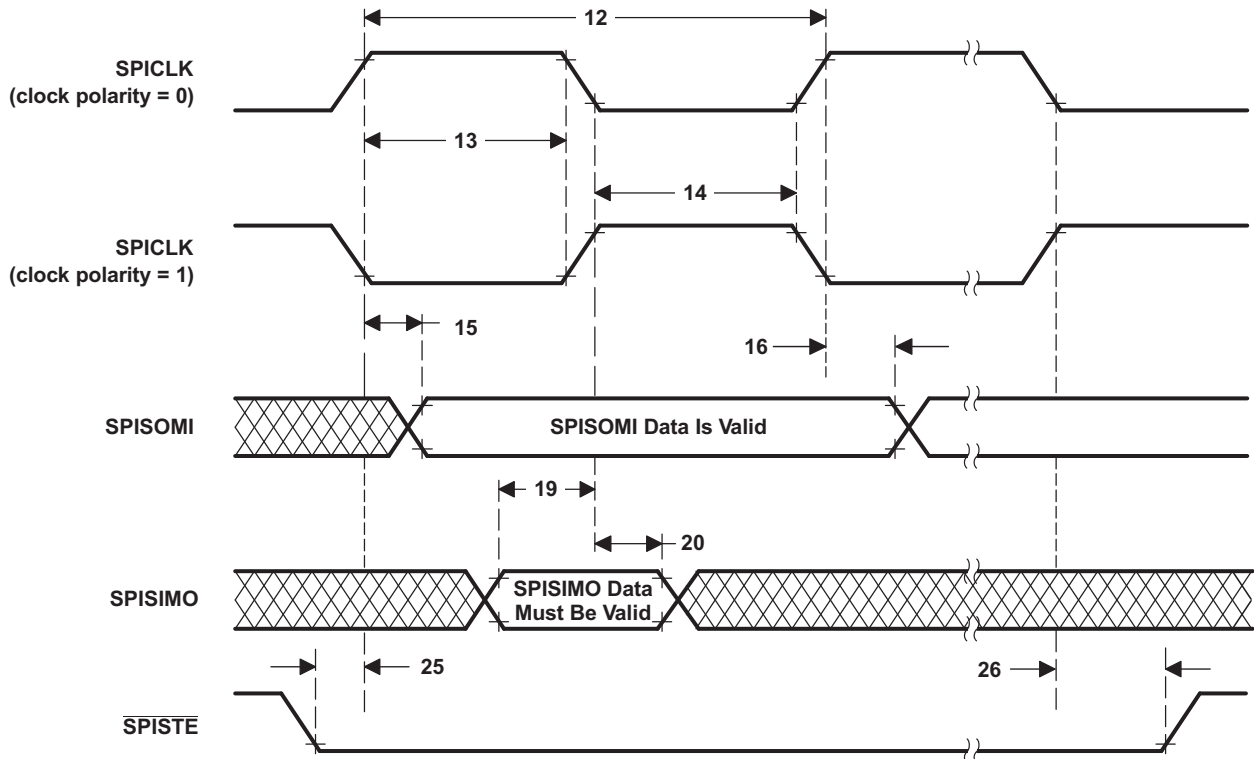 12
SPICLK
(clock polarity = 0)
13
14
SPICLK
(clock polarity = 1)
15
16
SPISOMI
SPISOMI Data Is Valid
19
20
SPISIMO
SPISIMO Data
Must Be Valid
25
26
SPISTE